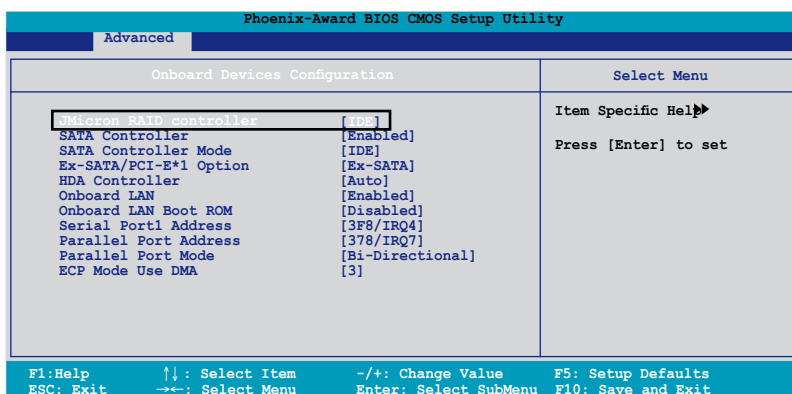 Phoenix-Award BIOS CMOS Setup Utility
Advanced
Onboard Devices Configuration
Select Menu
JMicron RAID controller [IDE]
SATA Controller [Enabled]
SATA Controller Mode [IDE]
Ex-SATA/PCI-E*1 Option [Ex-SATA]
HDA Controller [Auto]
Onboard LAN [Enabled]
Onboard LAN Boot ROM [Disabled]
Serial Port1 Address [3F8/IRQ4]
Parallel Port Address [378/IRQ7]
Parallel Port Mode [Bi-Directional]
ECP Mode Use DMA [3]
Item Specific Help
Press [Enter] to set
F1:Help ↑↓: Select Item -/+: Change Value F5: Setup Defaults
ESC: Exit →←: Select Menu Enter: Select SubMenu F10: Save and Exit